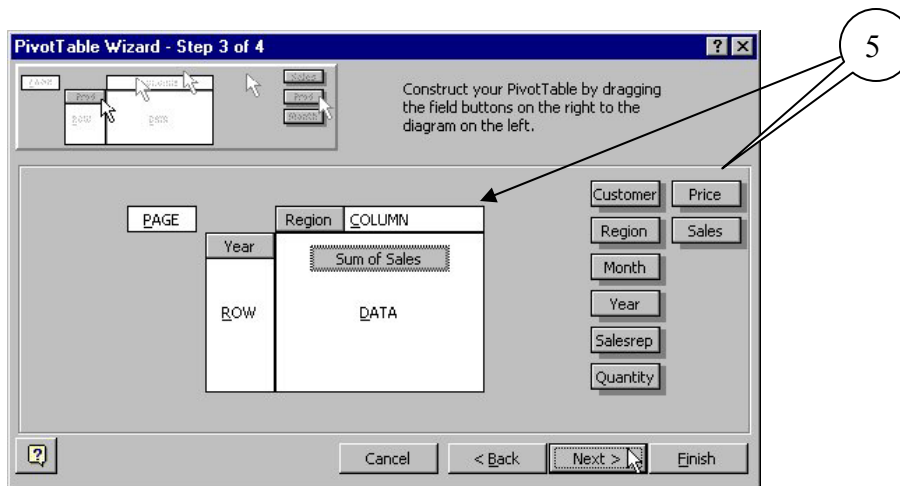 PivotTable Wizard - Step 3 of 4
5
Construct your PivotTable by dragging
the field buttons on the right to the
diagram on the left.
PAGE
Region
COLUMN
Year
Sum of Sales
ROW
DATA
Customer
Price
Region
Sales
Month
Year
Salesrep
Quantity
Cancel
< Back
Next >
Finish